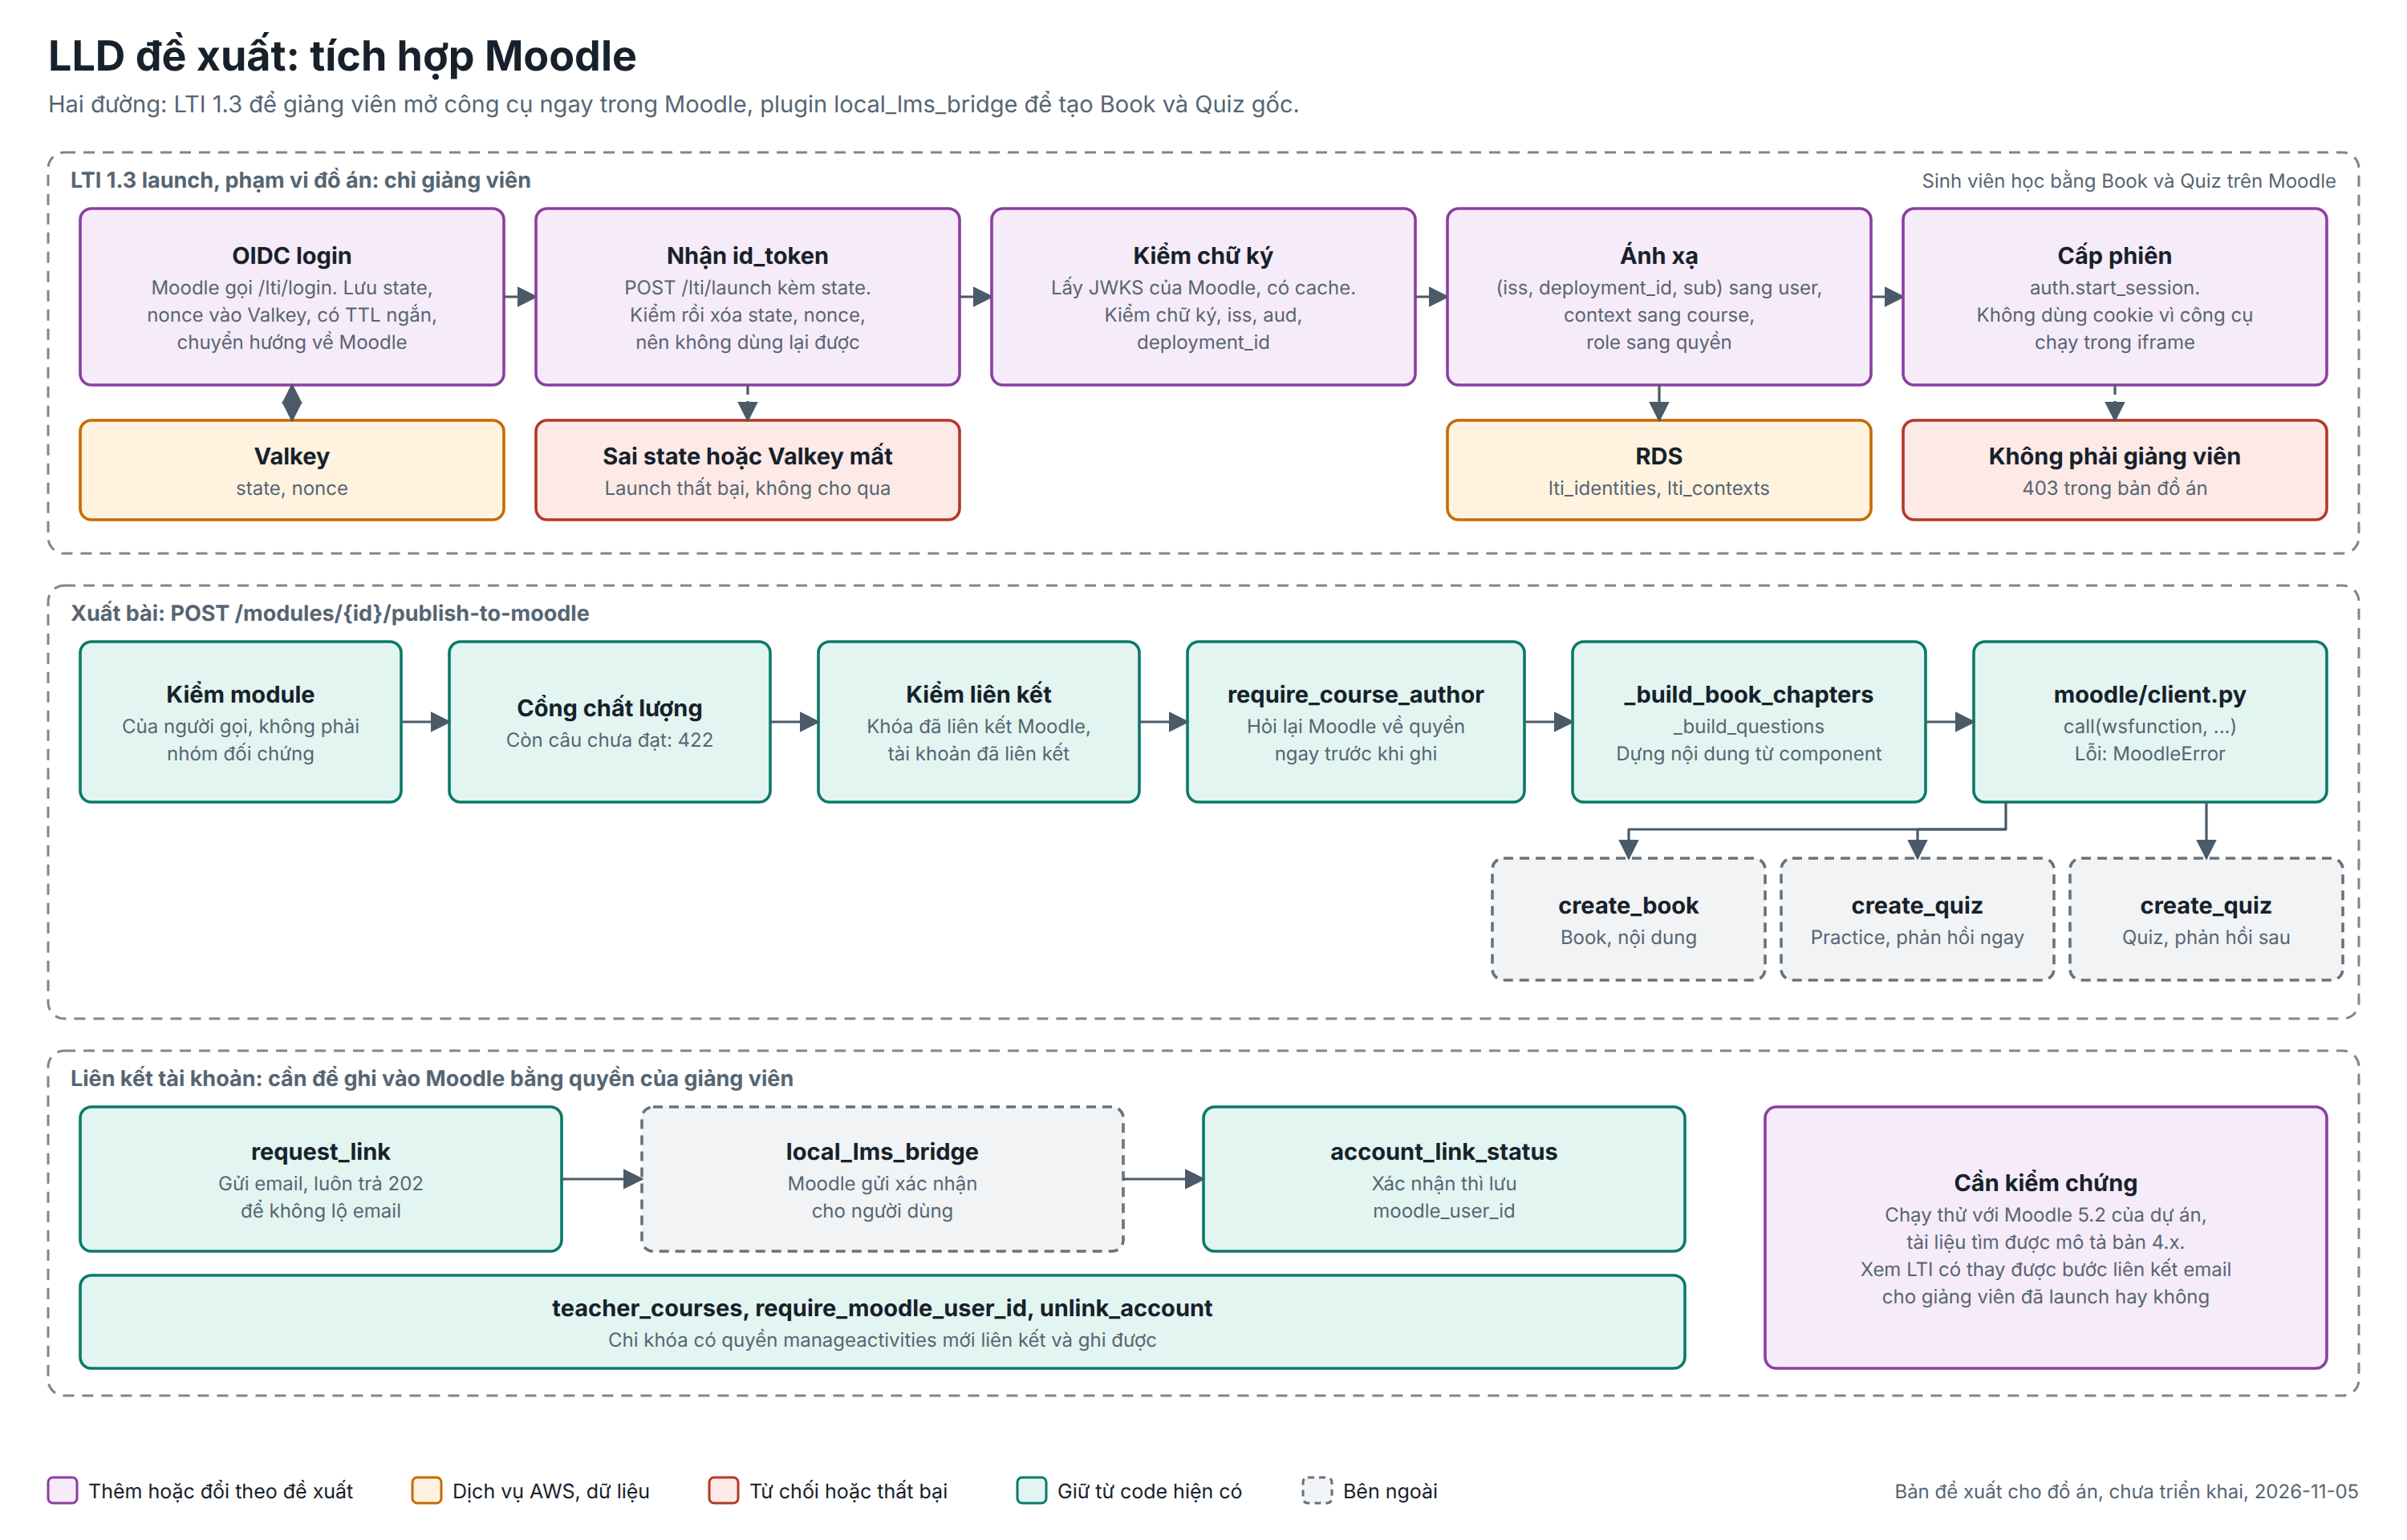 LLD đề xuất: tích hợp Moodle
Hai đường: LTI 1.3 để giảng viên mở công cụ ngay trong Moodle, plugin local_lms_bridge để tạo Book và Quiz gốc.
LTI 1.3 launch, phạm vi đồ án: chỉ giảng viên
Sinh viên học bằng Book và Quiz trên Moodle
OIDC login
Moodle gọi /lti/login. Lưu state,
nonce vào Valkey, có TTL ngắn,
chuyển hướng về Moodle
Nhận id_token
POST /lti/launch kèm state.
Kiểm rồi xóa state, nonce,
nên không dùng lại được
Kiểm chữ ký
Lấy JWKS của Moodle, có cache.
Kiểm chữ ký, iss, aud,
deployment_id
Ánh xạ
(iss, deployment_id, sub) sang user,
context sang course,
role sang quyền
Cấp phiên
auth.start_session.
Không dùng cookie vì công cụ
chạy trong iframe
Valkey
state, nonce
Sai state hoặc Valkey mất
Launch thất bại, không cho qua
RDS
lti_identities, lti_contexts
Không phải giảng viên
403 trong bản đồ án
Xuất bài: POST /modules/{id}/publish-to-moodle
Kiểm module
Của người gọi, không phải
nhóm đối chứng
Cổng chất lượng
Còn câu chưa đạt: 422
Kiểm liên kết
Khóa đã liên kết Moodle,
tài khoản đã liên kết
require_course_author
Hỏi lại Moodle về quyền
ngay trước khi ghi
_build_book_chapters
_build_questions
Dựng nội dung từ component
moodle/client.py
call(wsfunction, ...)
Lỗi: MoodleError
create_book
Book, nội dung
create_quiz
Practice, phản hồi ngay
create_quiz
Quiz, phản hồi sau
Liên kết tài khoản: cần để ghi vào Moodle bằng quyền của giảng viên
request_link
Gửi email, luôn trả 202
để không lộ email
local_lms_bridge
Moodle gửi xác nhận
cho người dùng
account_link_status
Xác nhận thì lưu
moodle_user_id
Cần kiểm chứng
Chạy thử với Moodle 5.2 của dự án,
tài liệu tìm được mô tả bản 4.x.
Xem LTI có thay được bước liên kết email
cho giảng viên đã launch hay không
teacher_courses, require_moodle_user_id, unlink_account
Chỉ khóa có quyền manageactivities mới liên kết và ghi được
Thêm hoặc đổi theo đề xuất
Dịch vụ AWS, dữ liệu
Từ chối hoặc thất bại
Giữ từ code hiện có
Bên ngoài
Bản đề xuất cho đồ án, chưa triển khai, 2026-11-05